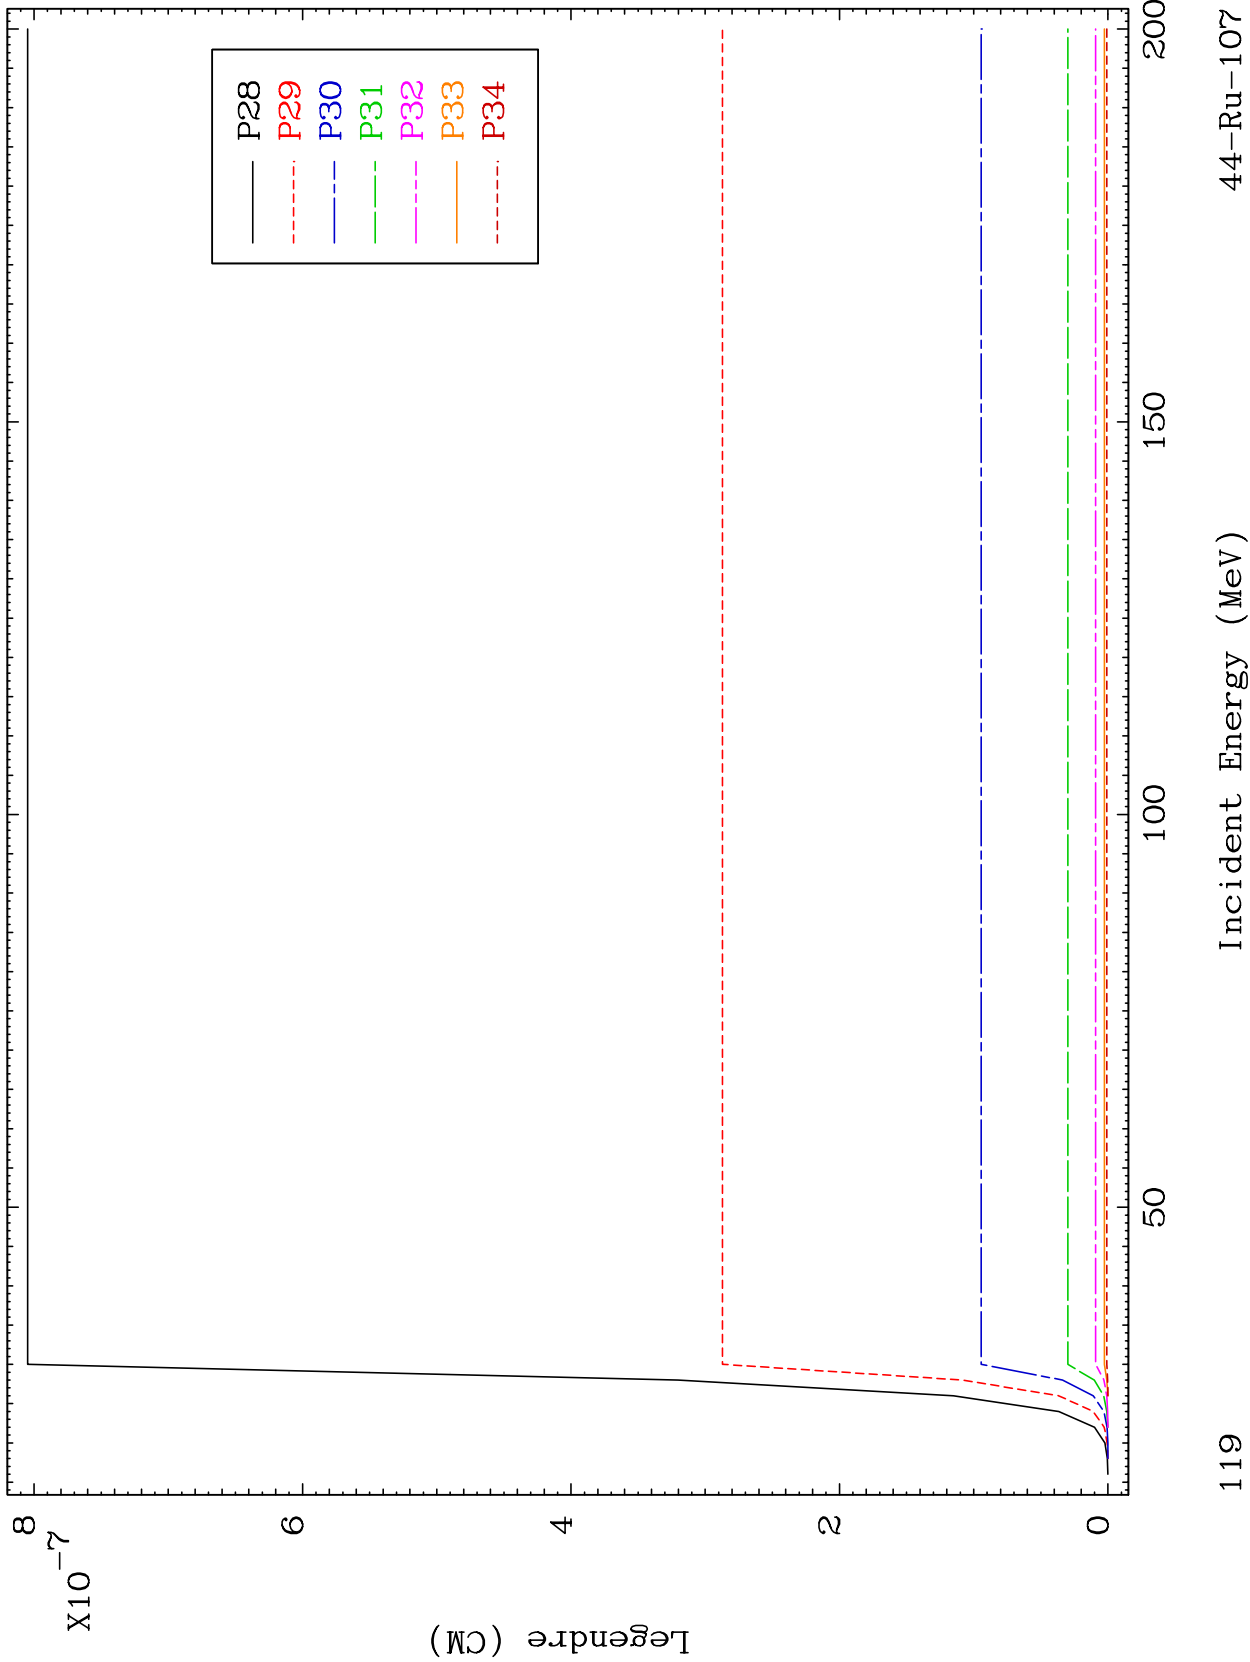 P28
P29
P30
P31
P32
P33
P34
8
6
4
2
0
X10⁻⁷
Legendre (CM)
50
100
150
200
Incident Energy (MeV)
119
44-Ru-107